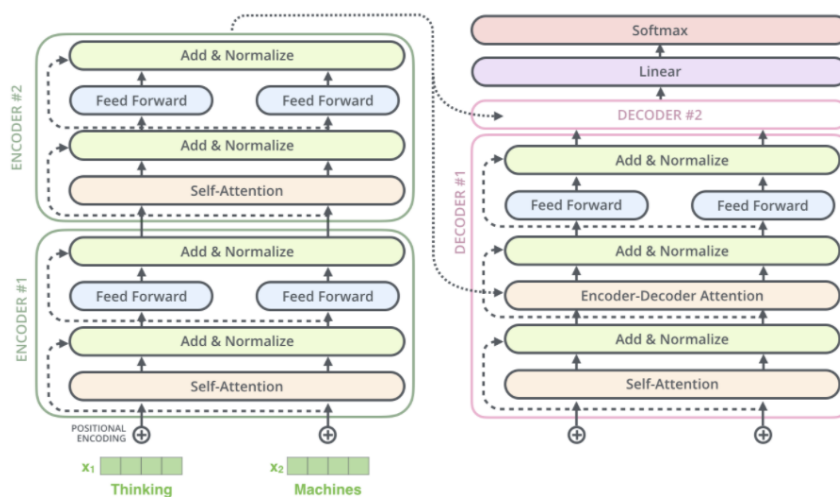 ENCODER #2
Add & Normalize
Feed Forward
Feed Forward
Add & Normalize
Self-Attention
ENCODER #1
Add & Normalize
Feed Forward
Feed Forward
Add & Normalize
Self-Attention
POSITIONAL
ENCODING
x₁
x₂
Thinking
Machines
Softmax
Linear
DECODER #2
DECODER #1
Add & Normalize
Feed Forward
Feed Forward
Add & Normalize
Encoder-Decoder Attention
Add & Normalize
Self-Attention